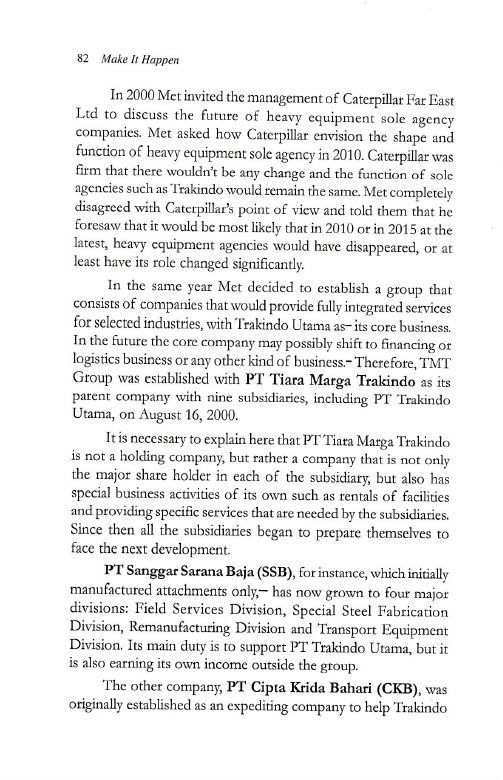 82 Make It Happen
In 2000 Met invited the management of Caterpillar Far East
Ltd to discuss the future of heavy equipment sole agency
companies. Met asked how Caterpillar envision the shape and
function of heavy equipment sole agency in 2010. Caterpillar was
firm that there wouldn't be any change and the function of sole
agencies such as Trakindo would remain the same. Met completely
disagreed with Caterpillar's point of view and told them that he
foresaw that it would be most likely that in 2010 or in 2015 at the
latest, heavy equipment agencies would have disappeared, or at
least have its role changed significantly.
In the same year Met decided to establish a group that
consists of companies that would provide fully integrated services
for selected industries, with Trakindo Utama as– its core business.
In the future the core company may possibly shift to financing or
logistics business or any other kind of business.- Therefore, TMT
Group was established with PT Tiara Marga Trakindo as its
parent company with nine subsidiaries, including PT Trakindo
Utama, on August 16, 2000.
It is necessary to explain here that PT Tiara Marga Trakindo
is not a holding company, but rather a company that is not only
the major share holder in each of the subsidiary, but also has
special business activities of its own such as rentals of facilities
and providing specific services that are needed by the subsidiaries.
Since then all the subsidiaries began to prepare themselves to
face the next development.
PT Sanggar Sarana Baja (SSB), for instance, which initially
manufactured attachments only,– has now grown to four major
divisions: Field Services Division, Special Steel Fabrication
Division, Remanufacturing Division and Transport Equipment
Division. Its main duty is to support PT Trakindo Utama, but it
is also earning its own income outside the group.
The other company, PT Cipta Krida Bahari (CKB), was
originally established as an expediting company to help Trakindo